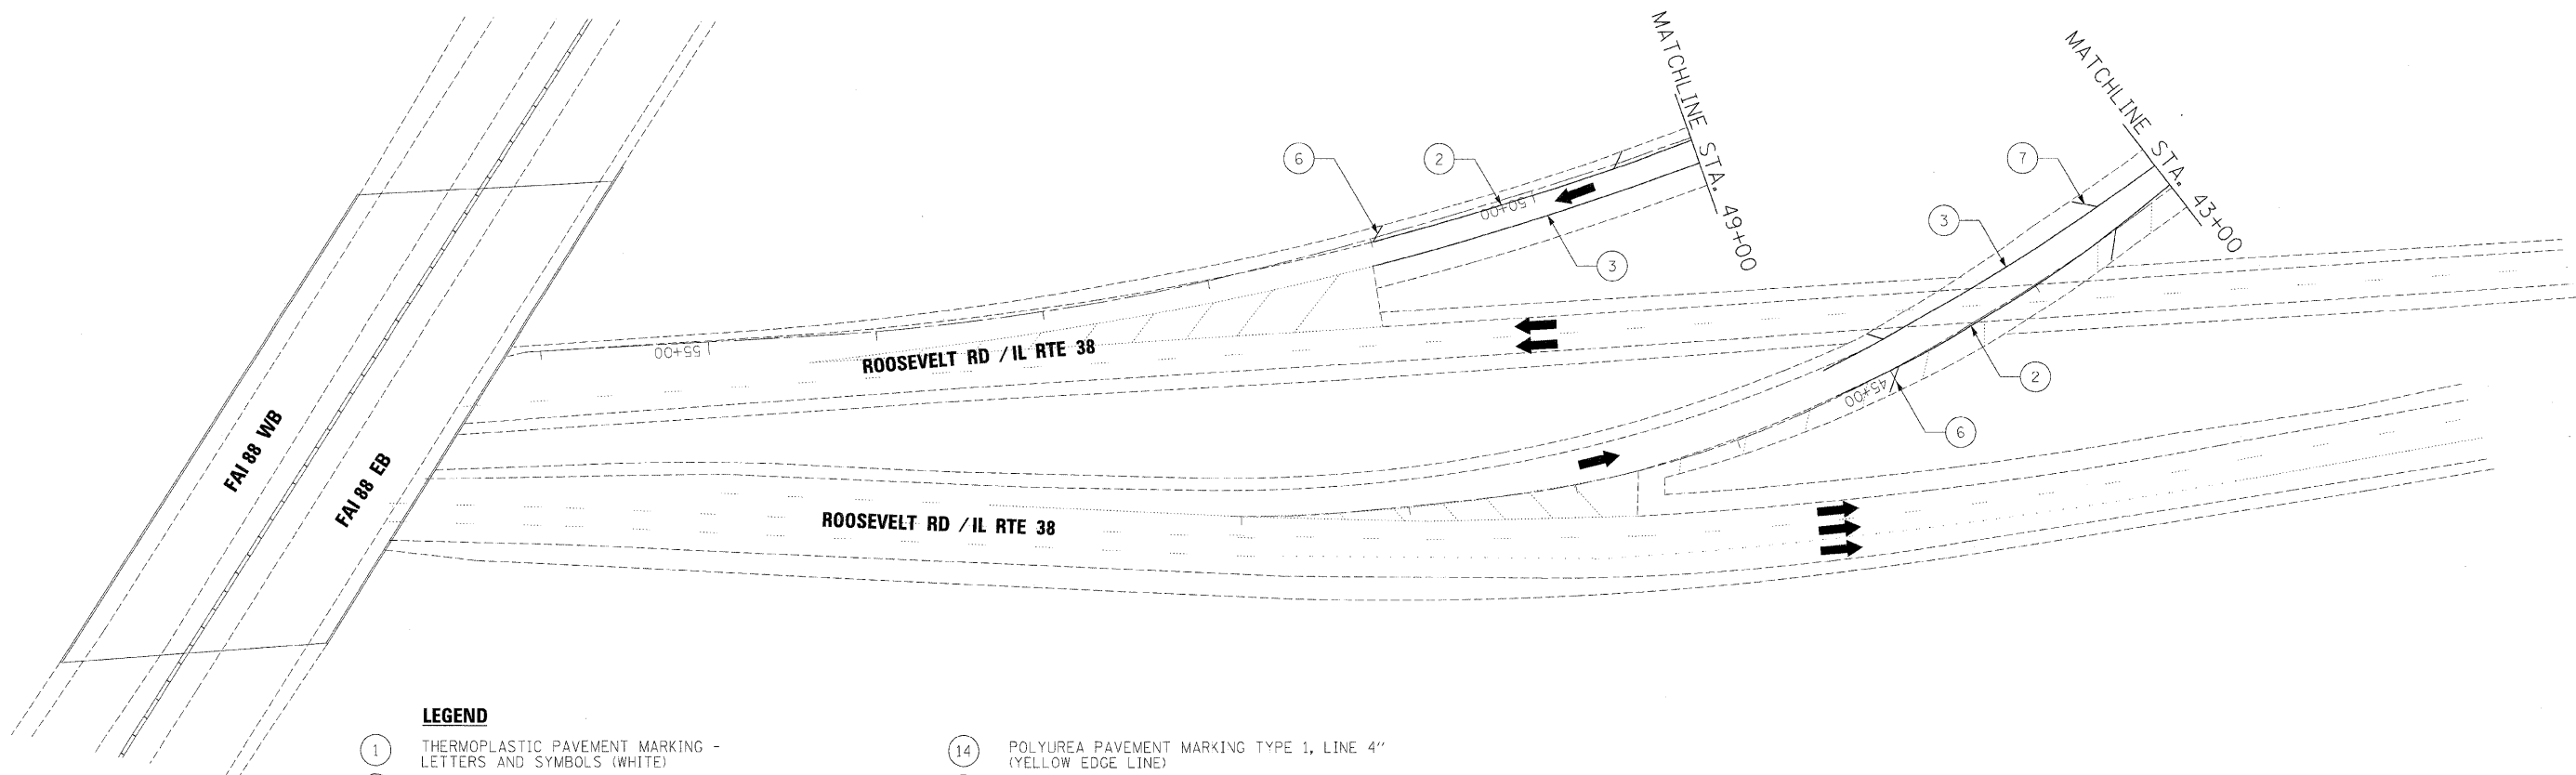 MATCHLINE STA. 49+00
MATCHLINE STA. 43+00
6
2
7
3
50+00
3
55+00
ROOSEVELT RD / IL RTE 38
2
45+00
6
FAI 88 WB
FAI 88 EB
ROOSEVELT RD / IL RTE 38
LEGEND
1 THERMOPLASTIC PAVEMENT MARKING -
LETTERS AND SYMBOLS (WHITE)
14 POLYUREA PAVEMENT MARKING TYPE 1, LINE 4"
(YELLOW EDGE LINE)